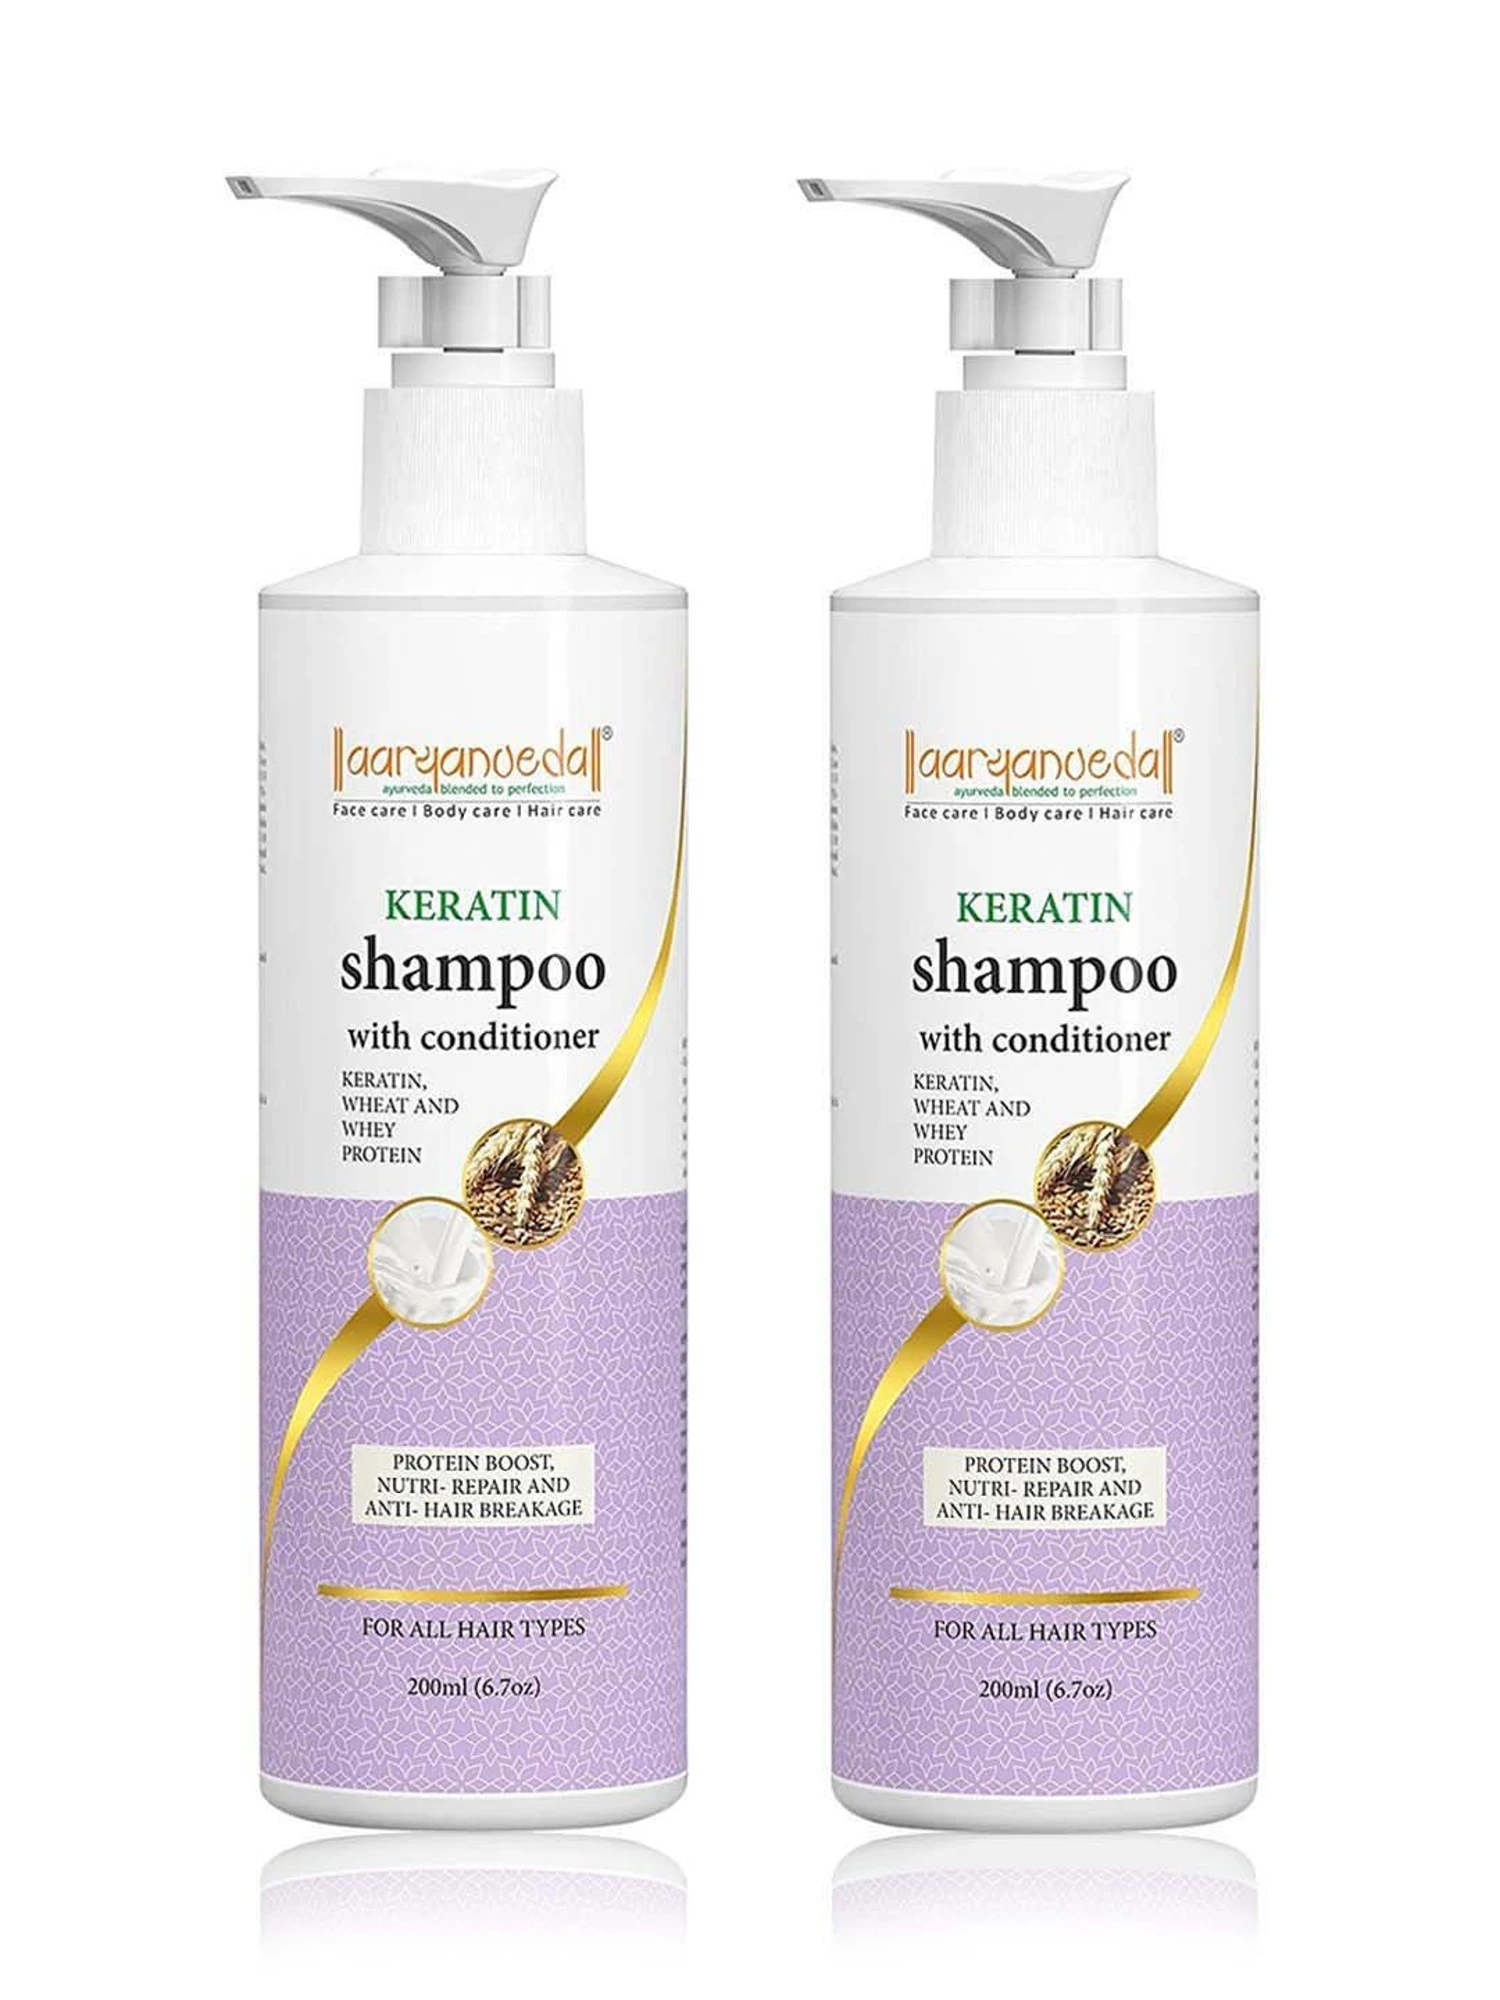 aaryanveda®
ayurveda blended to perfection
Face care I Body care I Hair care
KERATIN
shampoo
with conditioner
KERATIN,
WHEAT AND
WHEY
PROTEIN
PROTEIN BOOST,
NUTRI- REPAIR AND
ANTI- HAIR BREAKAGE
FOR ALL HAIR TYPES
200ml (6.7oz)
aaryanveda®
ayurveda blended to perfection
Face care I Body care I Hair care
KERATIN
shampoo
with conditioner
KERATIN,
WHEAT AND
WHEY
PROTEIN
PROTEIN BOOST,
NUTRI- REPAIR AND
ANTI- HAIR BREAKAGE
FOR ALL HAIR TYPES
200ml (6.7oz)